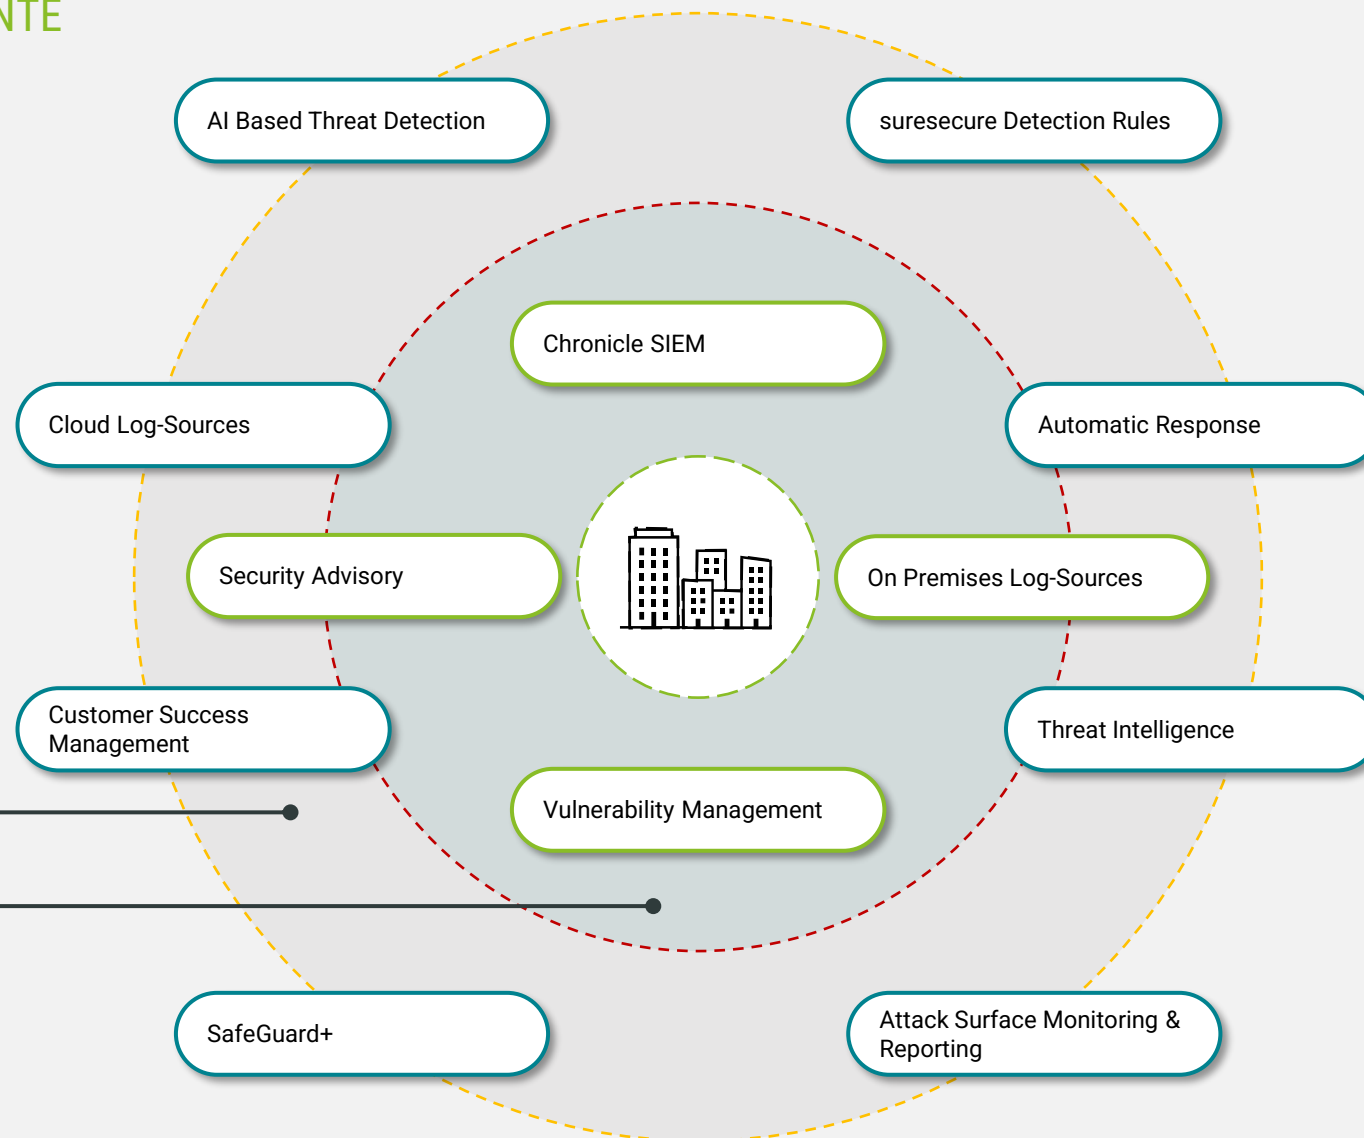 NTE
AI Based Threat Detection
suresecure Detection Rules
Chronicle SIEM
Cloud Log-Sources
Automatic Response
Security Advisory
On Premises Log-Sources
Customer Success
Management
Threat Intelligence
Vulnerability Management
SafeGuard+
Attack Surface Monitoring &
Reporting